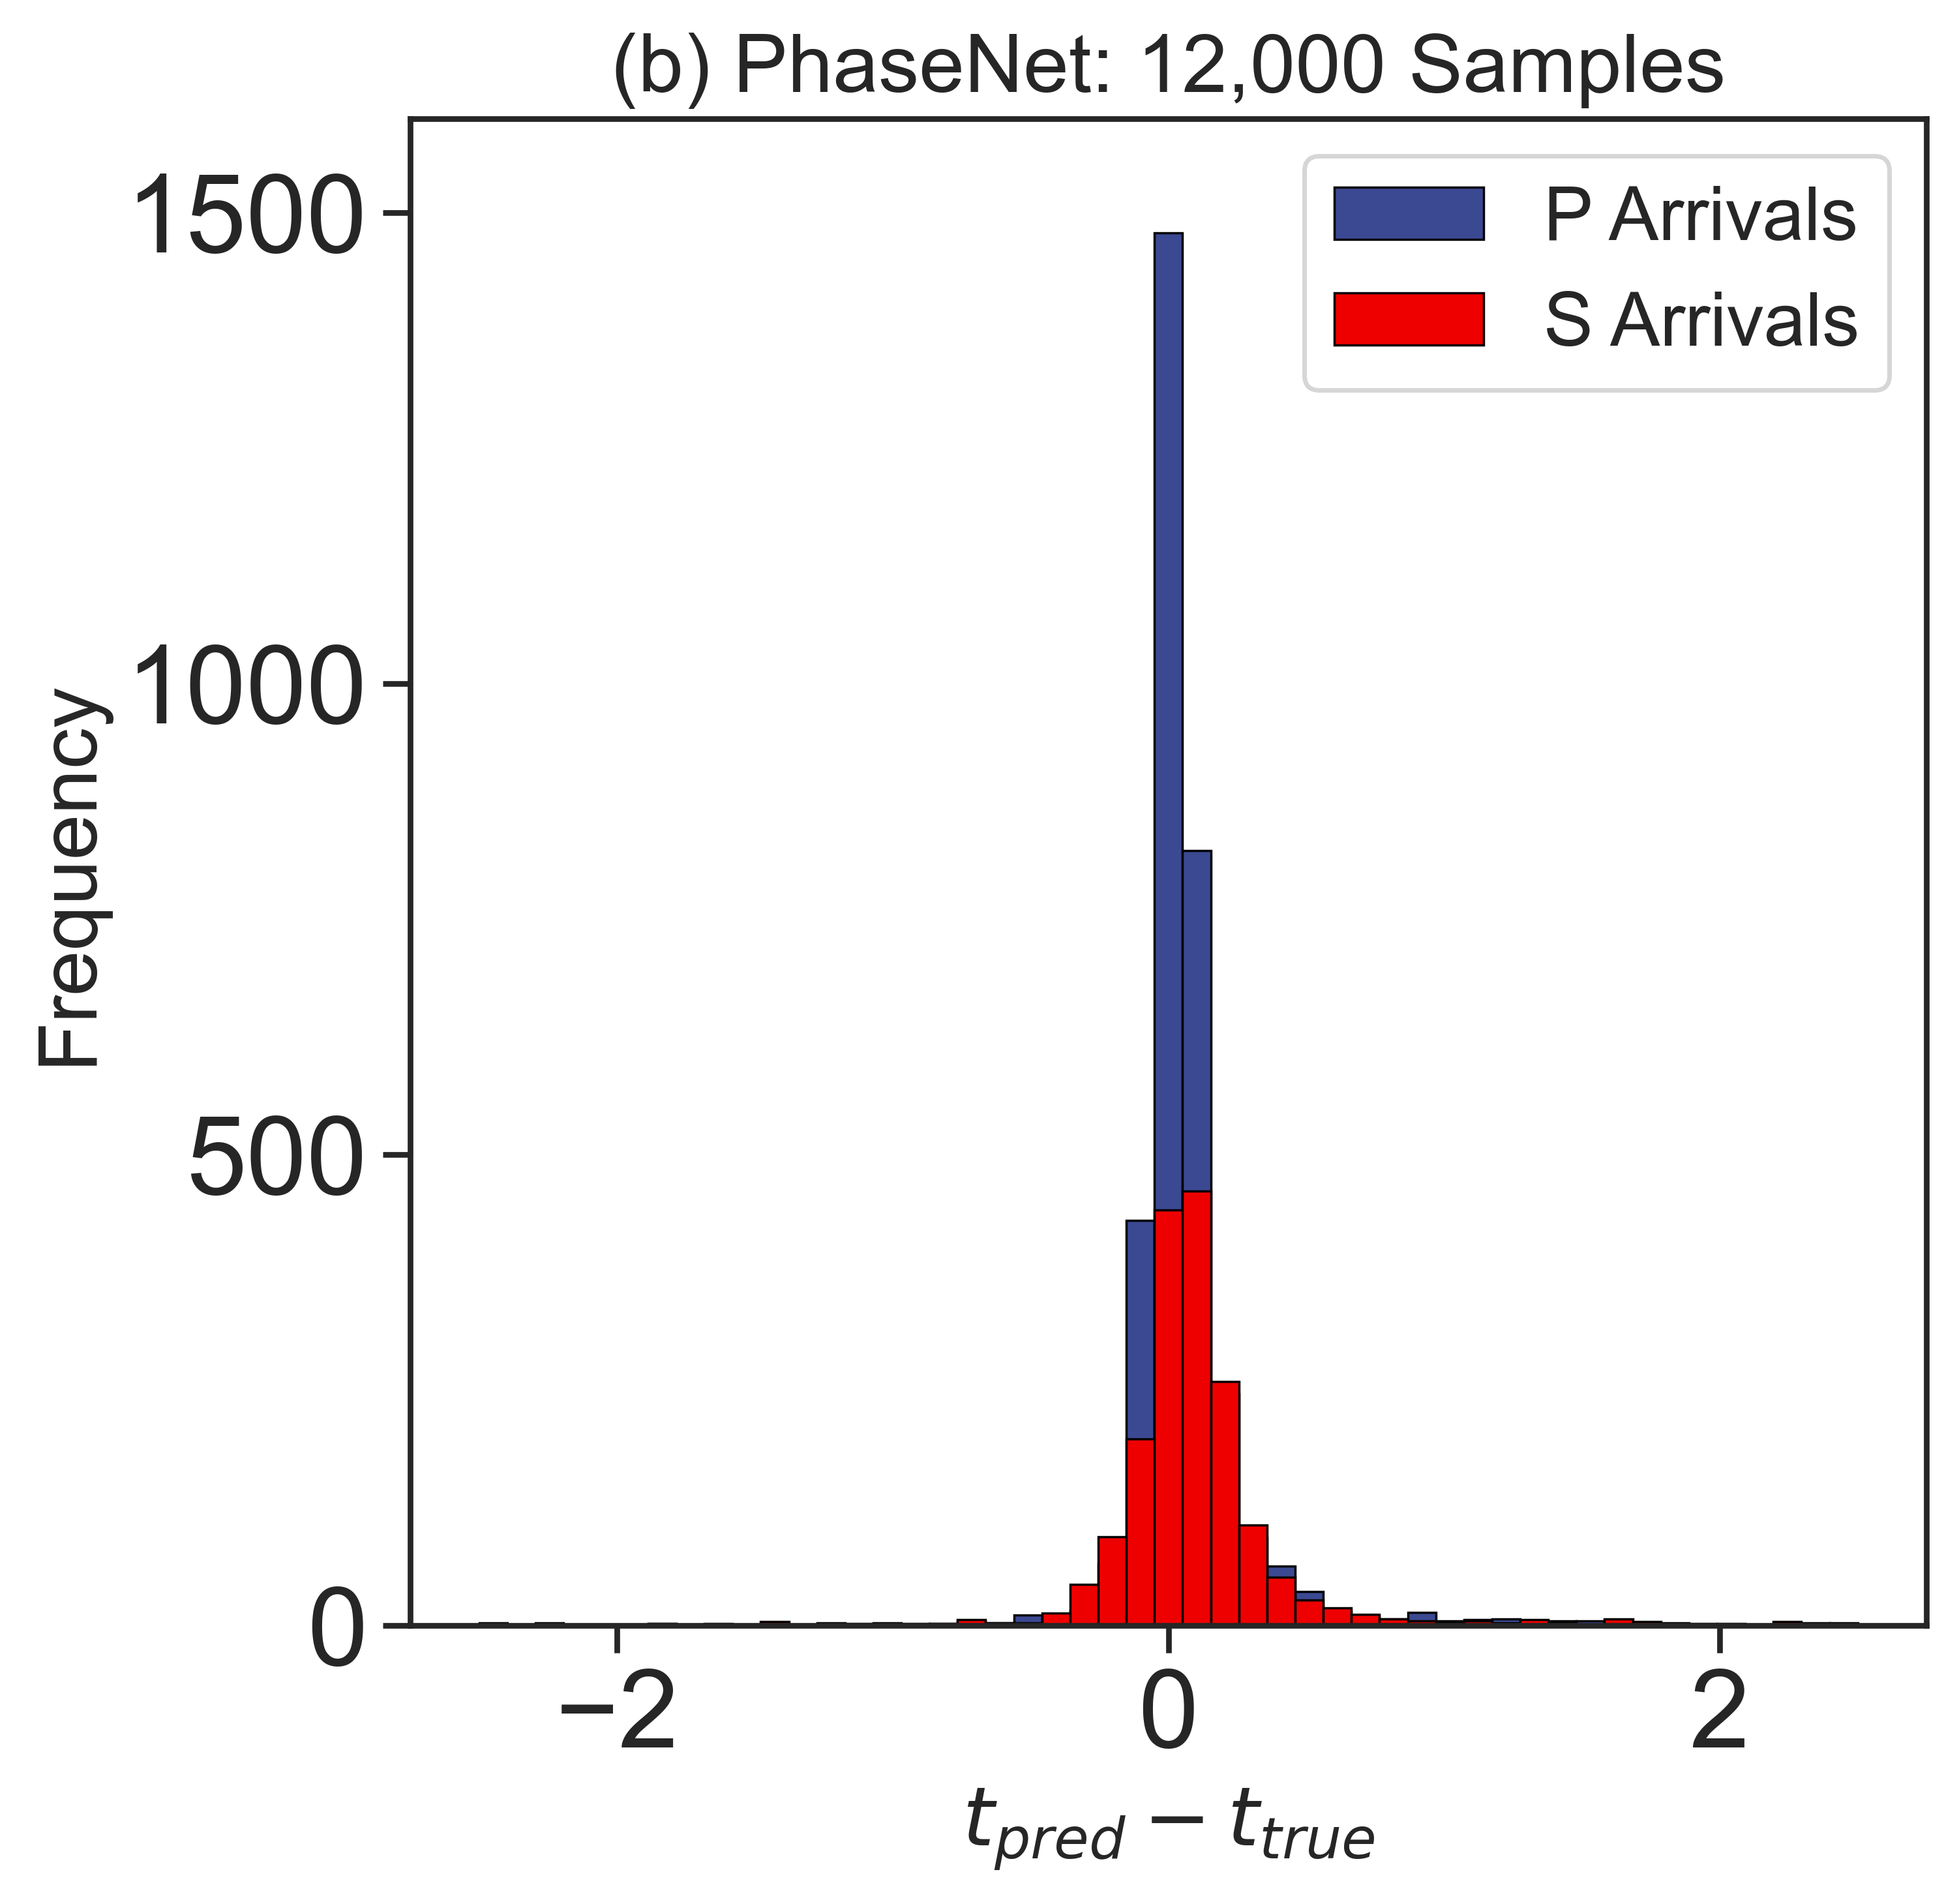 (b) PhaseNet: 12,000 Samples
P Arrivals
S Arrivals
1500
1000
500
0
Frequency
−2 0 2
t_pred − t_true